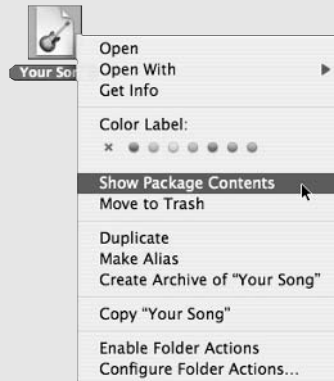 Your So
Open
Open With
Get Info
Color Label:
×
Show Package Contents
Move to Trash
Duplicate
Make Alias
Create Archive of “Your Song”
Copy “Your Song”
Enable Folder Actions
Configure Folder Actions...